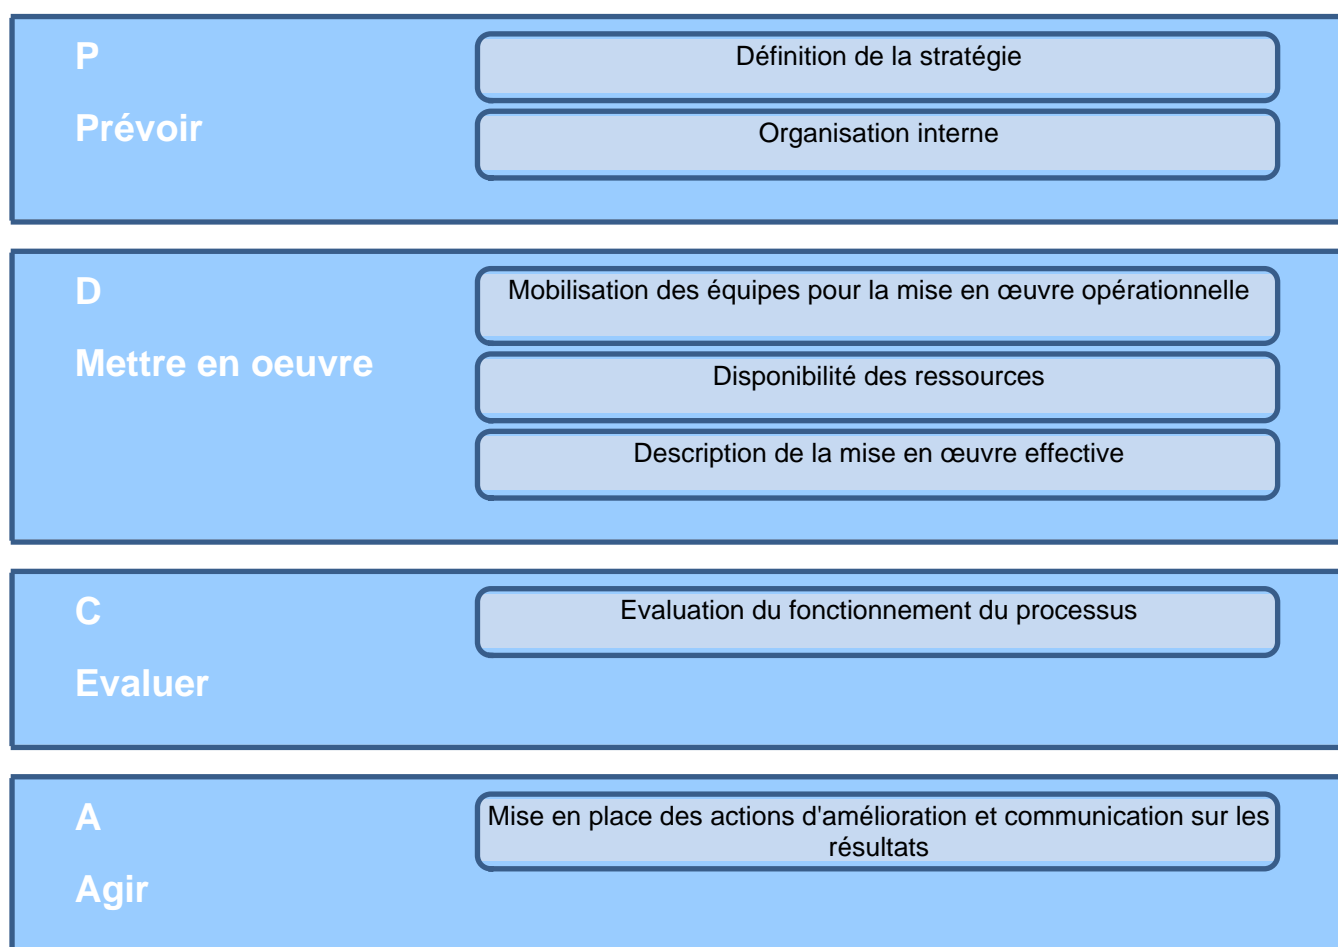 P
Prévoir
Définition de la stratégie
Organisation interne
D
Mettre en oeuvre
Mobilisation des équipes pour la mise en œuvre opérationnelle
Disponibilité des ressources
Description de la mise en œuvre effective
C
Evaluer
Evaluation du fonctionnement du processus
A
Agir
Mise en place des actions d'amélioration et communication sur les
résultats